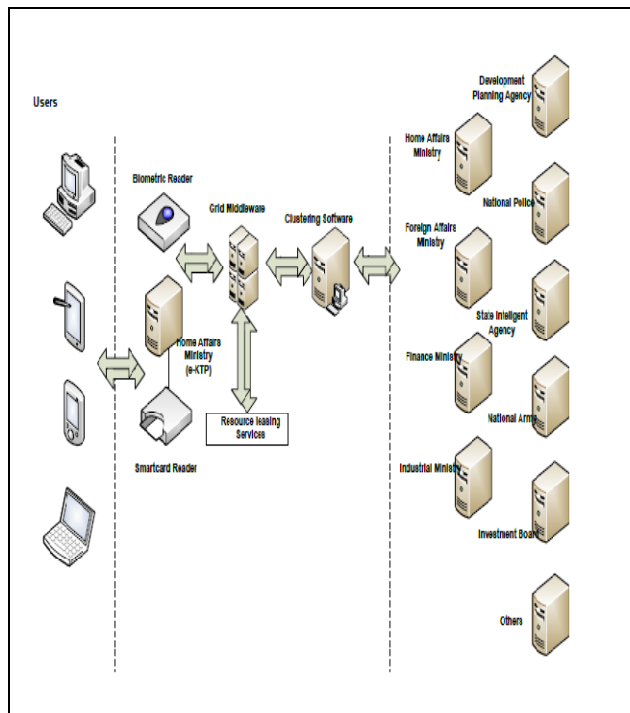 Users
Biometric Reader
Grid Middleware
Clustering Software
Home Affairs
Ministry
(e-KTP)
Resource leasing
Services
Smartcard Reader
Development
Planning Agency
Home Affairs
Ministry
National Police
Foreign Affairs
Ministry
State Intelligent
Agency
Finance Ministry
National Army
Industrial Ministry
Investment Board
Others